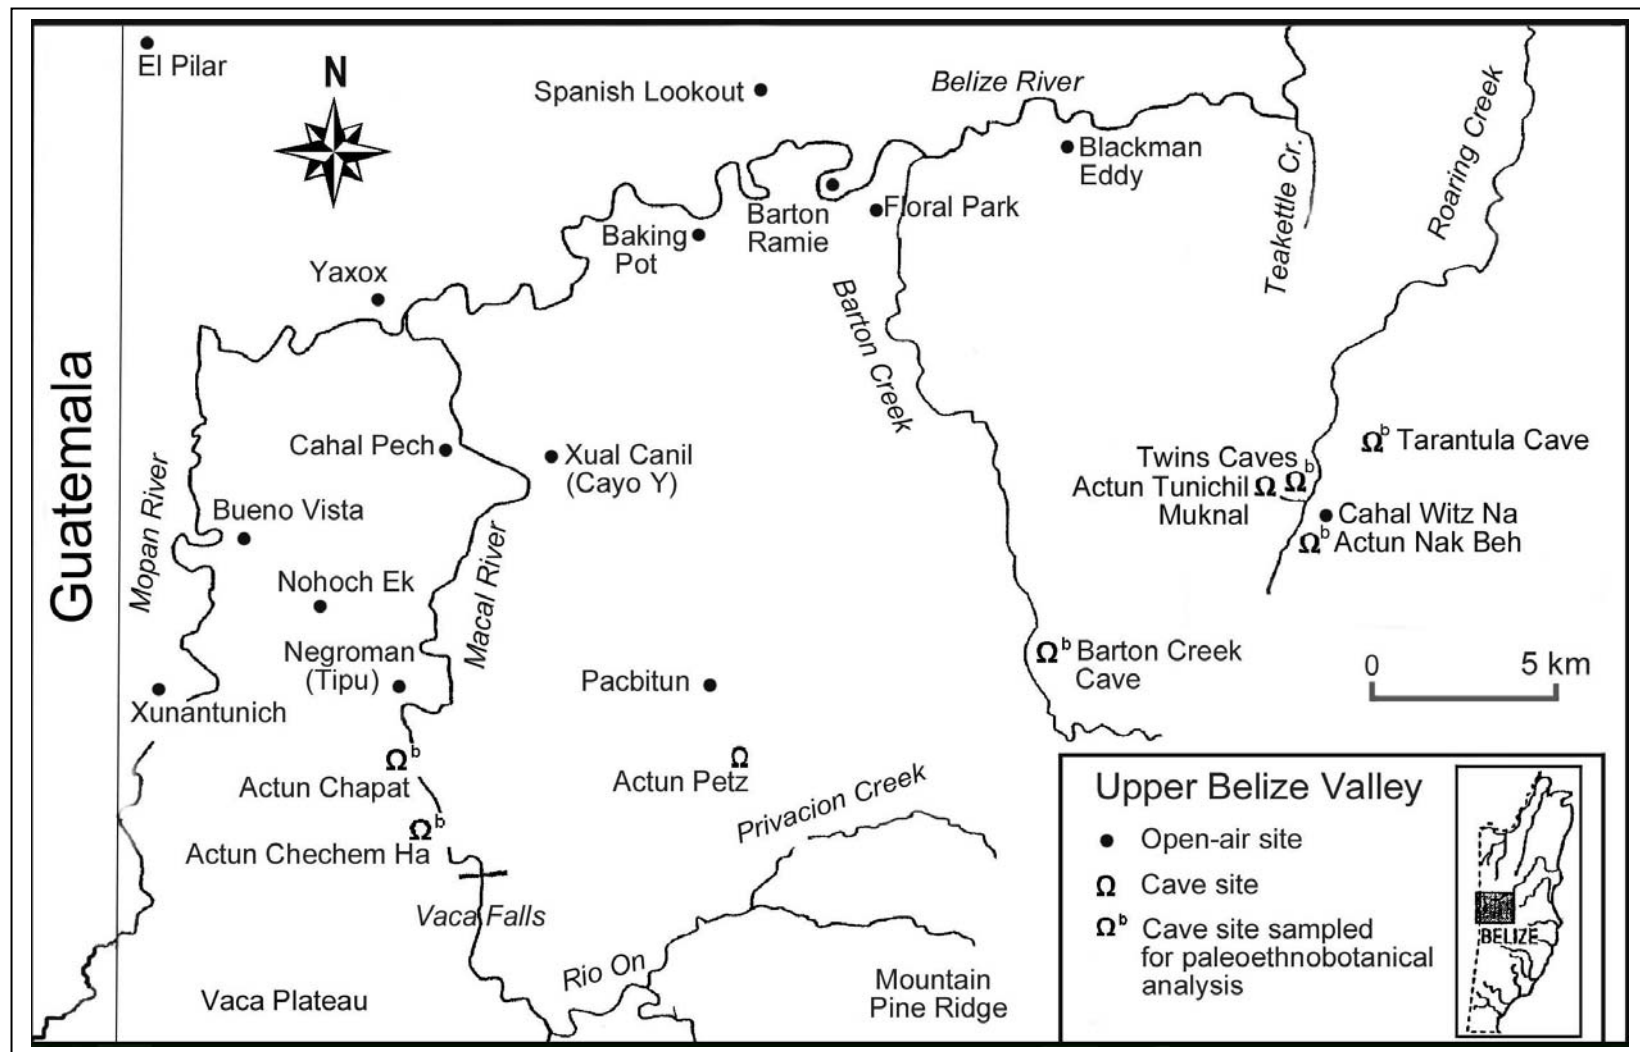 El Pilar
N
Spanish Lookout
Belize River
Roaring Creek
Blackman
Eddy
Teakettle Cr.
Barton
Ramie
Floral Park
Baking
Pot
Yaxox
Barton Creek
Guatemala
Cahal Pech
Xual Canil
(Cayo Y)
Mopan River
Bueno Vista
Macal River
Nohoch Ek
Negroman
(Tipu)
Xunantunich
Pacbitun
Ω b Tarantula Cave
Twins Caves
Ω b
Actun Tunichil Ω
Muknal
Cahal Witz Na
Ω b Actun Nak Beh
Ω b Barton Creek
Cave
0 5 km
Ω b
Actun Chapat
Ω
Actun Petz
Ω b
Actun Chechem Ha
Privacion Creek
Vaca Falls
Rio On
Mountain
Pine Ridge
Vaca Plateau
Upper Belize Valley
Open-air site
Ω Cave site
Ω b Cave site sampled
for paleoethnobotanical
analysis
BELIZE